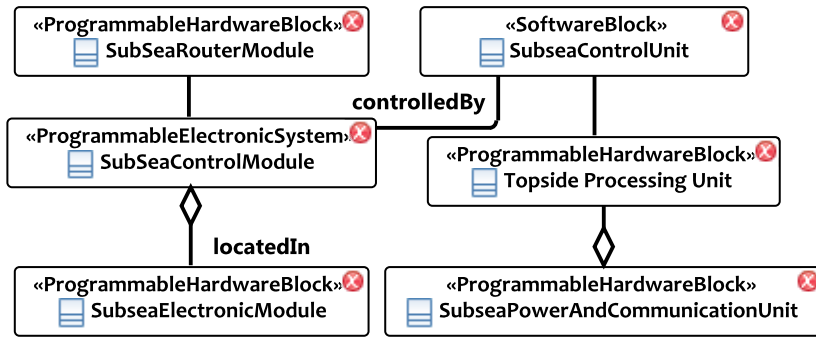 «ProgrammableHardwareBlock»
SubSeaRouterModule
«SoftwareBlock»
SubseaControlUnit
controlledBy
«ProgrammableElectronicSystem»
SubSeaControlModule
«ProgrammableHardwareBlock»
Topside Processing Unit
locatedIn
«ProgrammableHardwareBlock»
SubseaElectronicModule
«ProgrammableHardwareBlock»
SubseaPowerAndCommunicationUnit